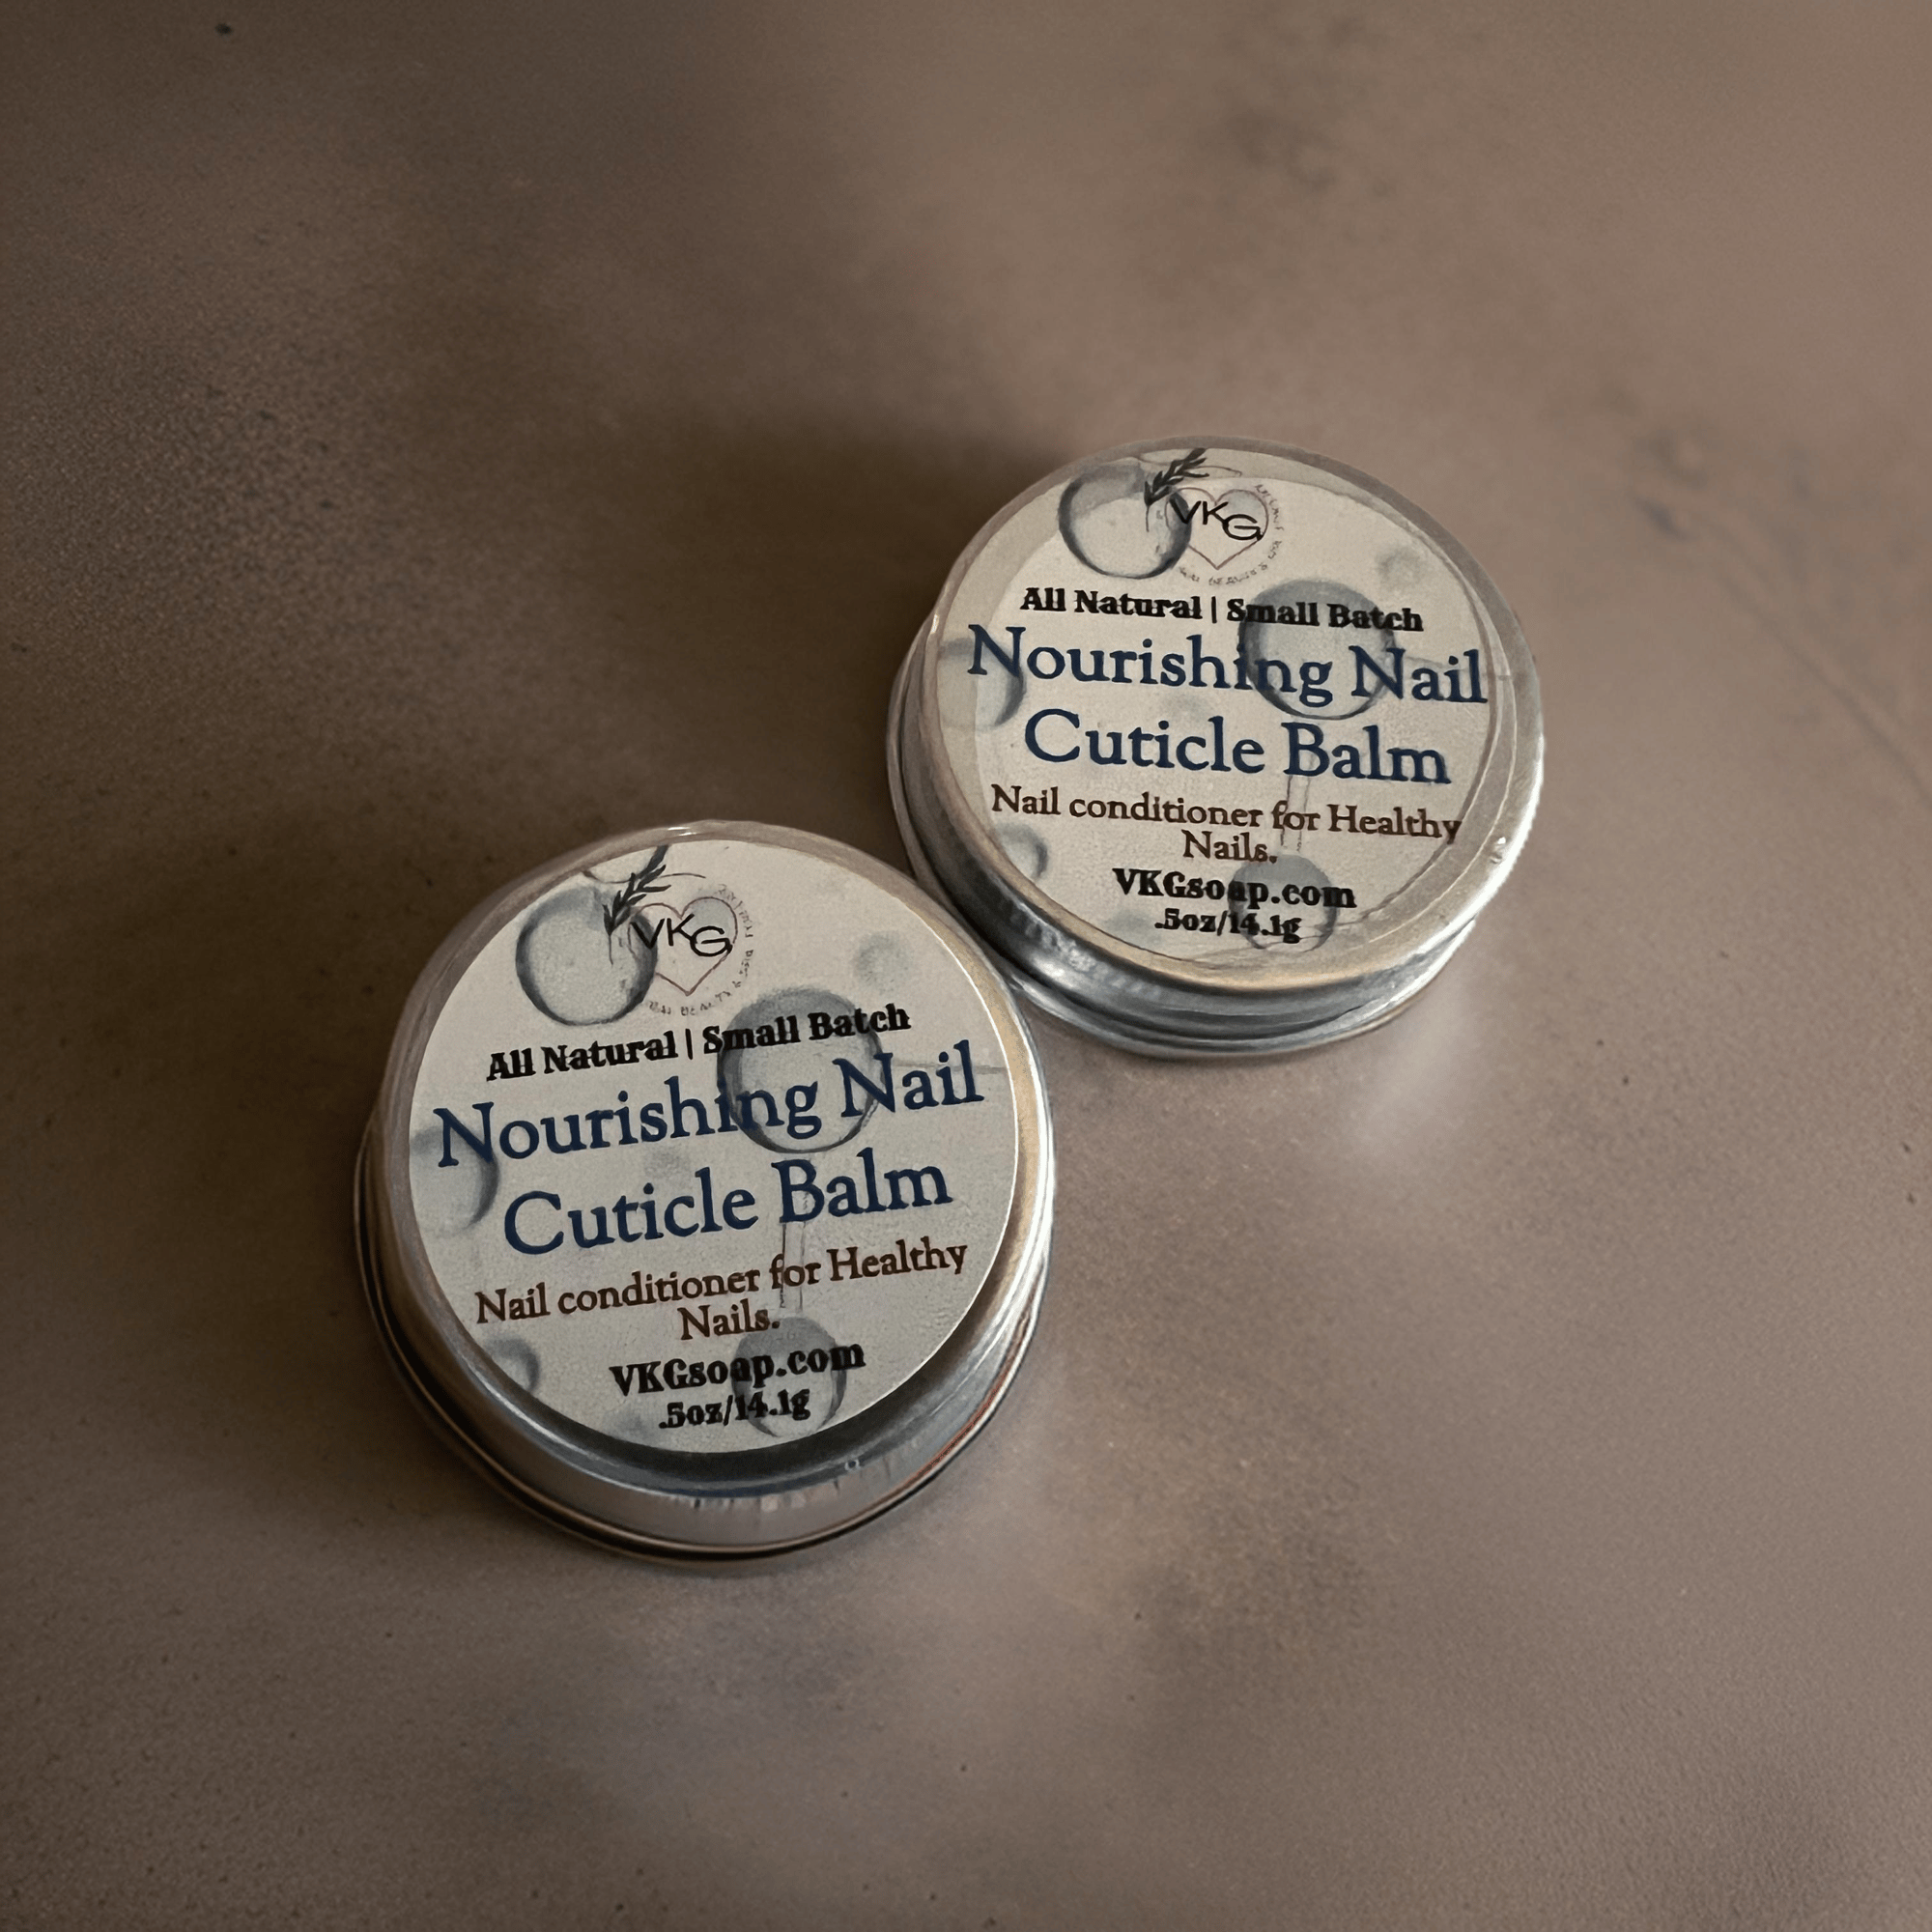 VKG
All Natural | Small Batch
Nourishing Nail
Cuticle Balm
Nail conditioner for Healthy
Nails.
VKGsoap.com
.5oz/14.1g
VKG
All Natural | Small Batch
Nourishing Nail
Cuticle Balm
Nail conditioner for Healthy
Nails.
VKGsoap.com
.5oz/14.1g